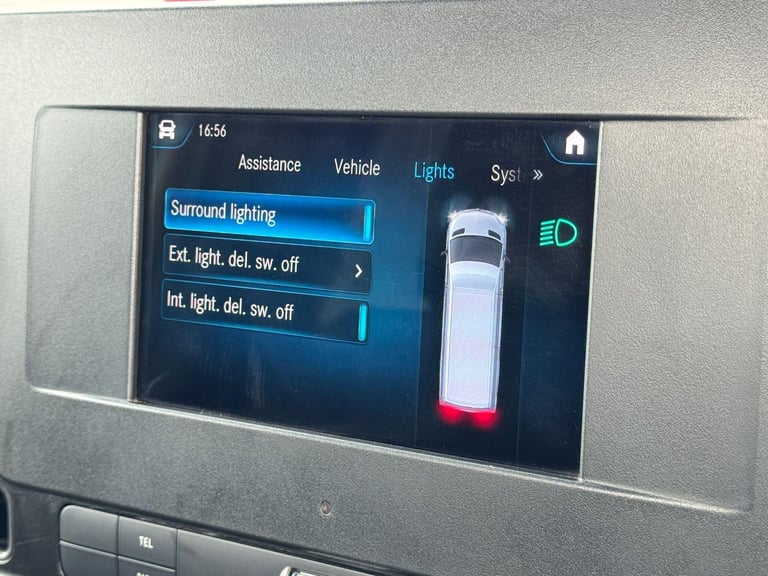 16:56
Assistance Vehicle Lights Syst »
Surround lighting
Ext. light. del. sw. off >
Int. light. del. sw. off
TEL